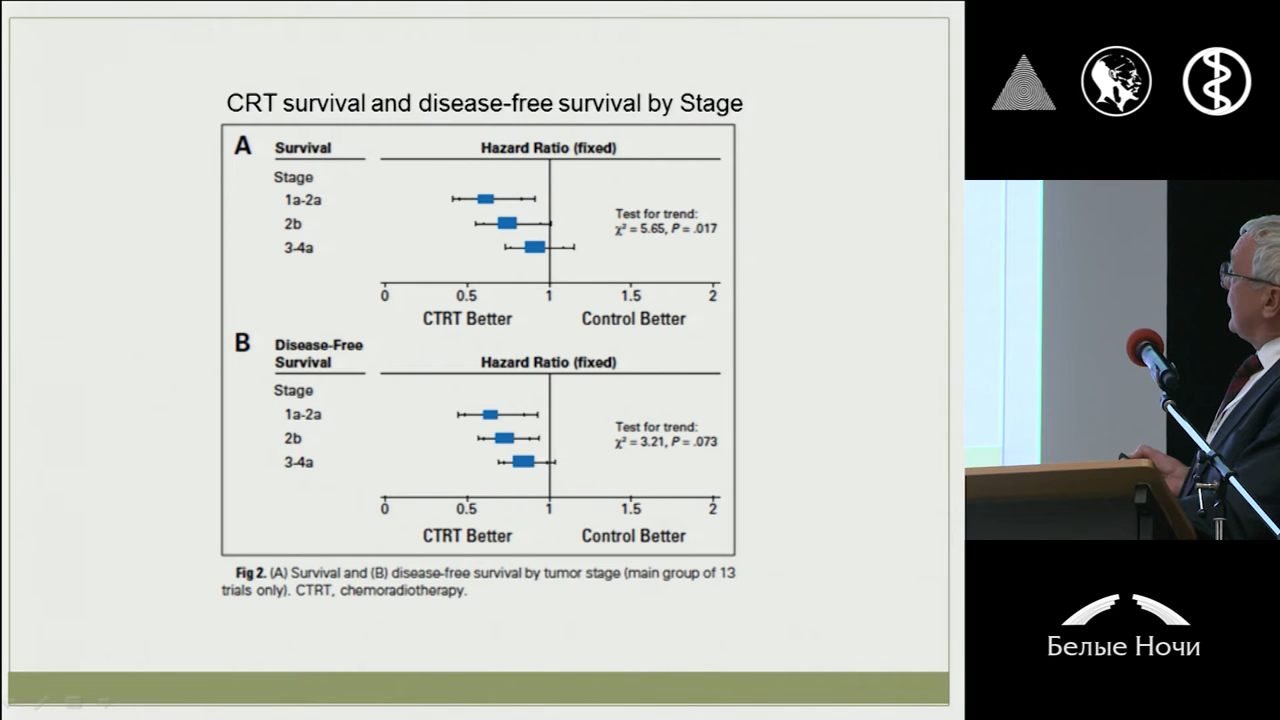 CRT survival and disease-free survival by Stage
A
Survival
Hazard Ratio (fixed)
Stage
1a-2a
2b
3-4a
Test for trend:
χ² = 5.65, P = .017
0 0.5 1 1.5 2
CTRT Better Control Better
B
Disease-Free
Survival
Hazard Ratio (fixed)
Stage
1a-2a
2b
3-4a
Test for trend:
χ² = 3.21, P = .073
0 0.5 1 1.5 2
CTRT Better Control Better
Fig 2. (A) Survival and (B) disease-free survival by tumor stage (main group of 13
trials only). CTRT, chemoradiotherapy.
Белые Ночи